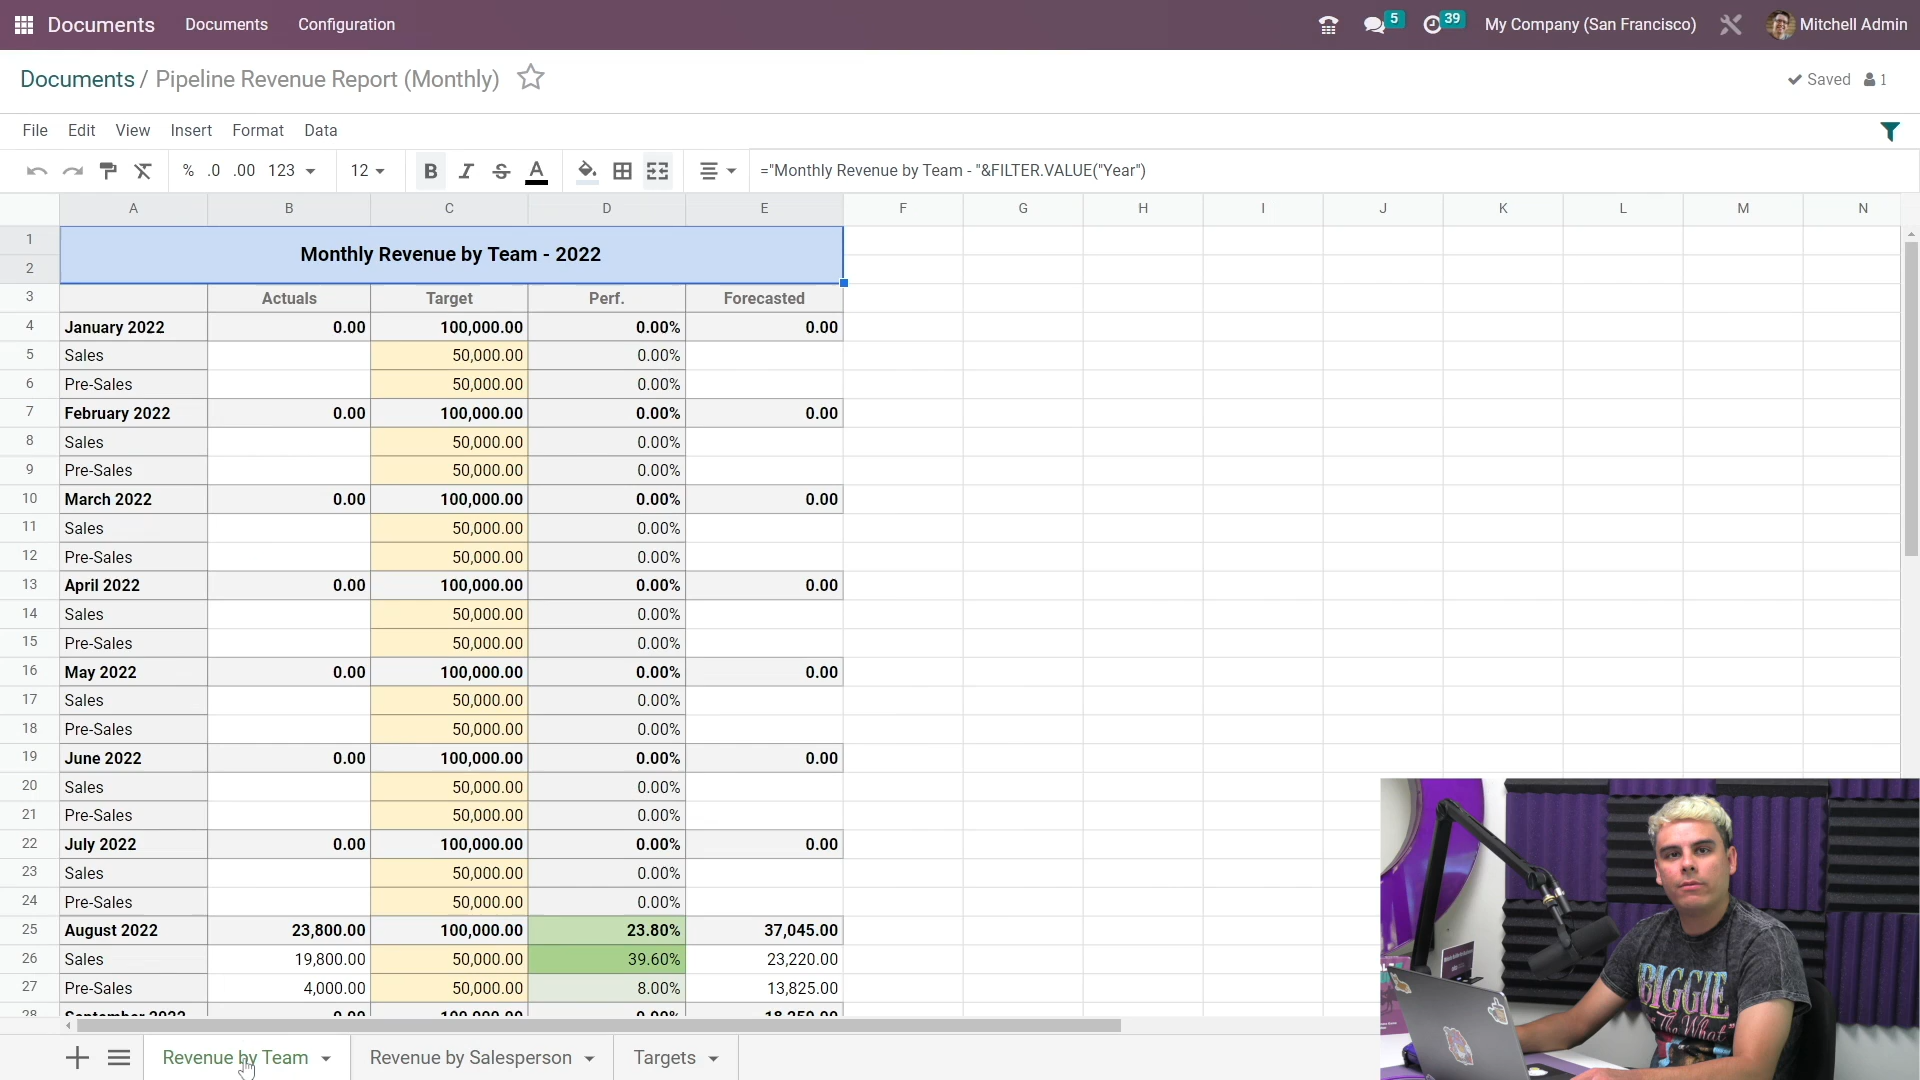 Documents Documents Configuration 5 39 My Company (San Francisco) Mitchell Admin
Documents / Pipeline Revenue Report (Monthly) Saved 1
File Edit View Insert Format Data
% .0 .00 123 12 B I S A ="Monthly Revenue by Team - "&FILTER.VALUE("Year")
A B C D E F G H I J K L M N
1 Monthly Revenue by Team - 2022
2
3 Actuals Target Perf. Forecasted
4 January 2022 0.00 100,000.00 0.00% 0.00
5 Sales 50,000.00 0.00%
6 Pre-Sales 50,000.00 0.00%
7 February 2022 0.00 100,000.00 0.00% 0.00
8 Sales 50,000.00 0.00%
9 Pre-Sales 50,000.00 0.00%
10 March 2022 0.00 100,000.00 0.00% 0.00
11 Sales 50,000.00 0.00%
12 Pre-Sales 50,000.00 0.00%
13 April 2022 0.00 100,000.00 0.00% 0.00
14 Sales 50,000.00 0.00%
15 Pre-Sales 50,000.00 0.00%
16 May 2022 0.00 100,000.00 0.00% 0.00
17 Sales 50,000.00 0.00%
18 Pre-Sales 50,000.00 0.00%
19 June 2022 0.00 100,000.00 0.00% 0.00
20 Sales 50,000.00 0.00%
21 Pre-Sales 50,000.00 0.00%
22 July 2022 0.00 100,000.00 0.00% 0.00
23 Sales 50,000.00 0.00%
24 Pre-Sales 50,000.00 0.00%
25 August 2022 23,800.00 100,000.00 23.80% 37,045.00
26 Sales 19,800.00 50,000.00 39.60% 23,220.00
27 Pre-Sales 4,000.00 50,000.00 8.00% 13,825.00
28 September 2022 0.00 100,000.00 0.00% 18,250.00
Revenue by Team Revenue by Salesperson Targets
BIGGIE
The What"